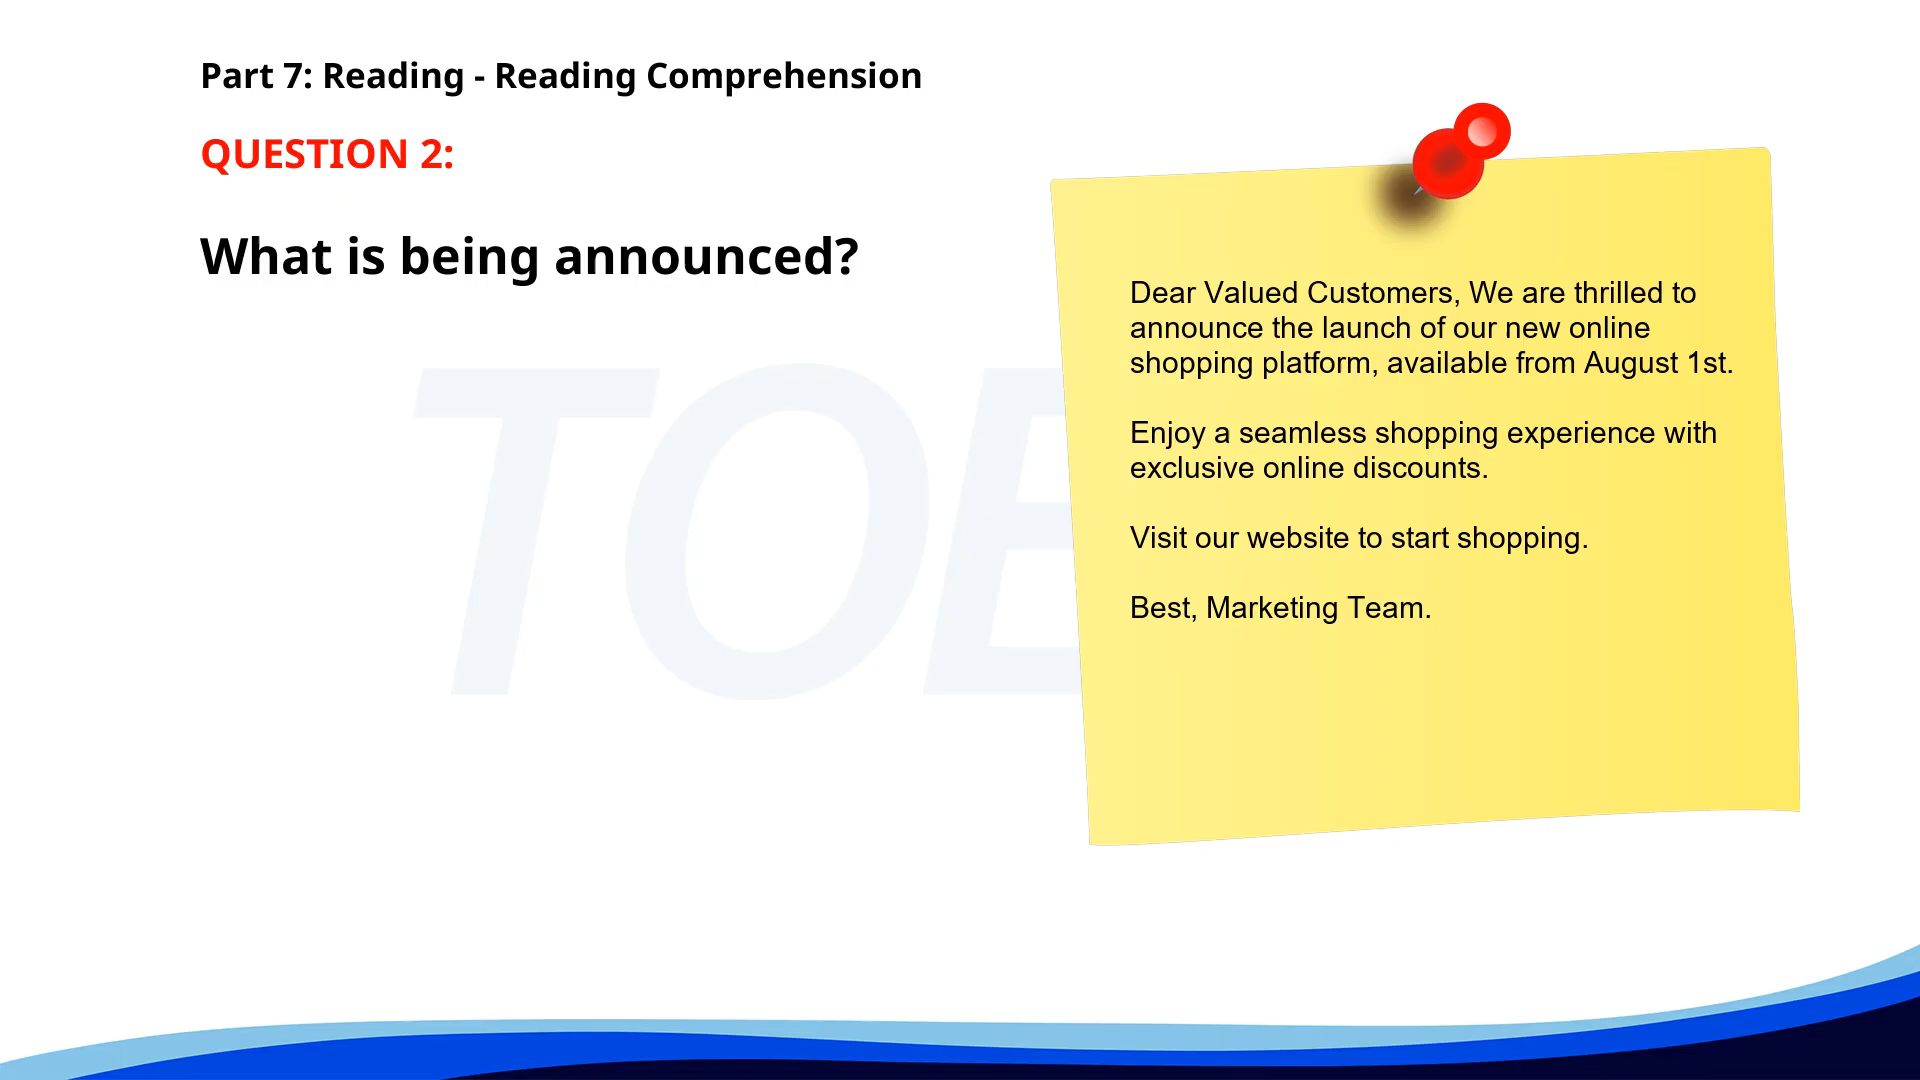 Part 7: Reading - Reading Comprehension
QUESTION 2:
What is being announced?
Dear Valued Customers, We are thrilled to
announce the launch of our new online
shopping platform, available from August 1st.
Enjoy a seamless shopping experience with
exclusive online discounts.
Visit our website to start shopping.
Best, Marketing Team.
TOE